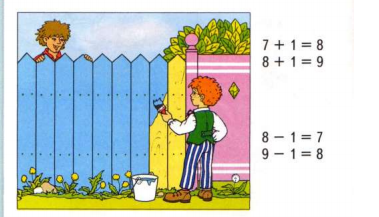 7 + 1 = 8
8 + 1 = 9
8 − 1 = 7
9 − 1 = 8